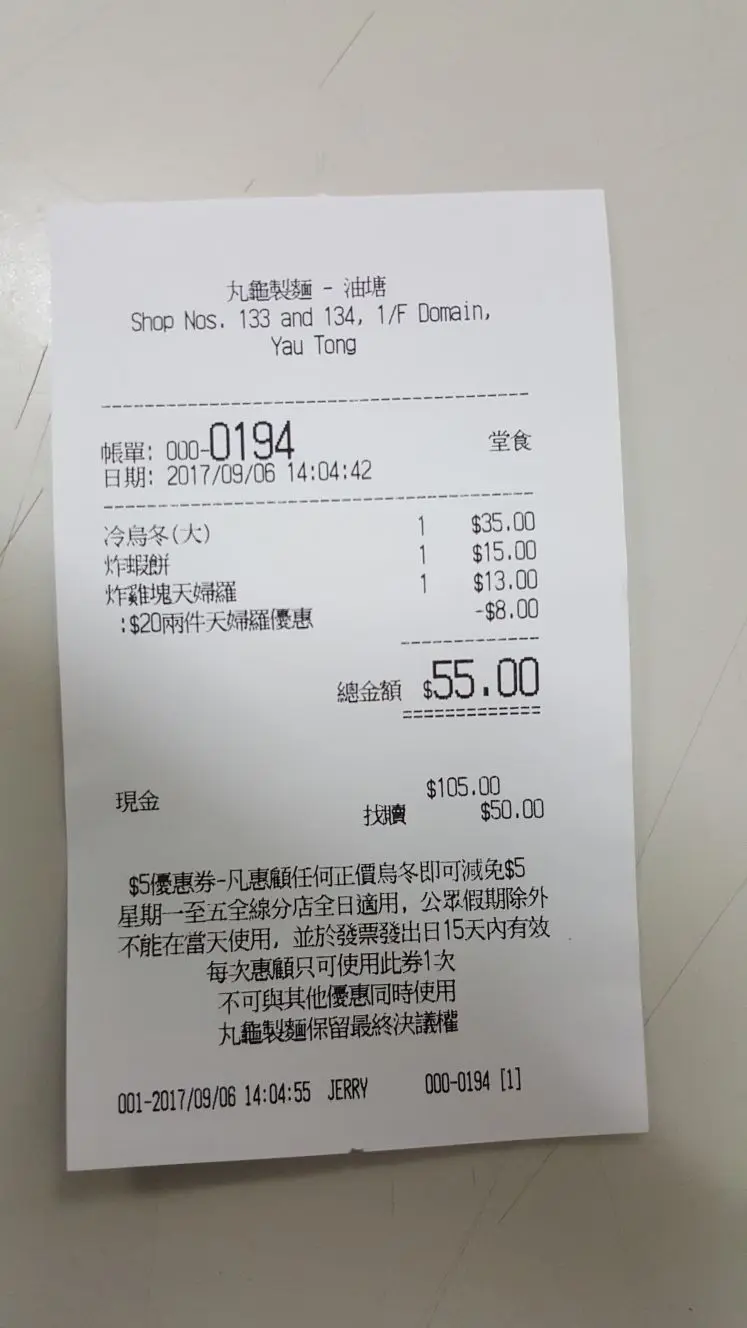 丸龜製麵 - 油塘
Shop Nos. 133 and 134, 1/F Domain,
Yau Tong
帳單: 000-0194 堂食
日期: 2017/09/06 14:04:42
冷烏冬(大) 1 $35.00
炸蝦餅 1 $15.00
炸雞塊天婦羅 1 $13.00
:$20兩件天婦羅優惠 -$8.00
總金額 $55.00
現金 $105.00
找贖 $50.00
$5優惠券-凡惠顧任何正價烏冬即可減免$5
星期一至五全線分店全日適用, 公眾假期除外
不能在當天使用, 並於發票發出日15天內有效
每次惠顧只可使用此券1次
不可與其他優惠同時使用
丸龜製麵保留最終決議權
001-2017/09/06 14:04:55 JERRY 000-0194 [1]